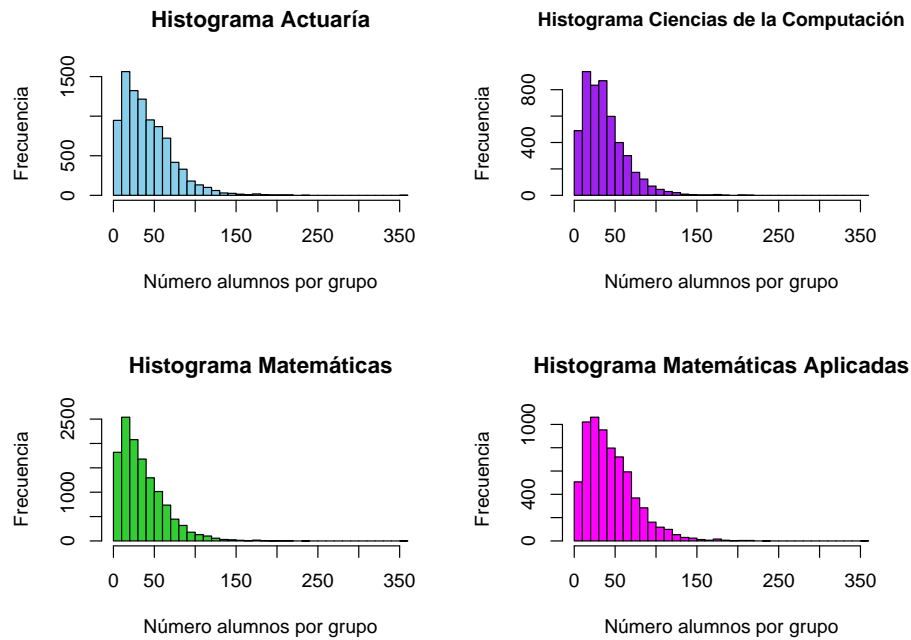 Histograma Actuaría
Frecuencia
0
500
1500
0
50
150
250
350
Número alumnos por grupo
Histograma Ciencias de la Computación
Frecuencia
0
400
800
0
50
150
250
350
Número alumnos por grupo
Histograma Matemáticas
Frecuencia
0
1000
2500
0
50
150
250
350
Número alumnos por grupo
Histograma Matemáticas Aplicadas
Frecuencia
0
400
1000
0
50
150
250
350
Número alumnos por grupo